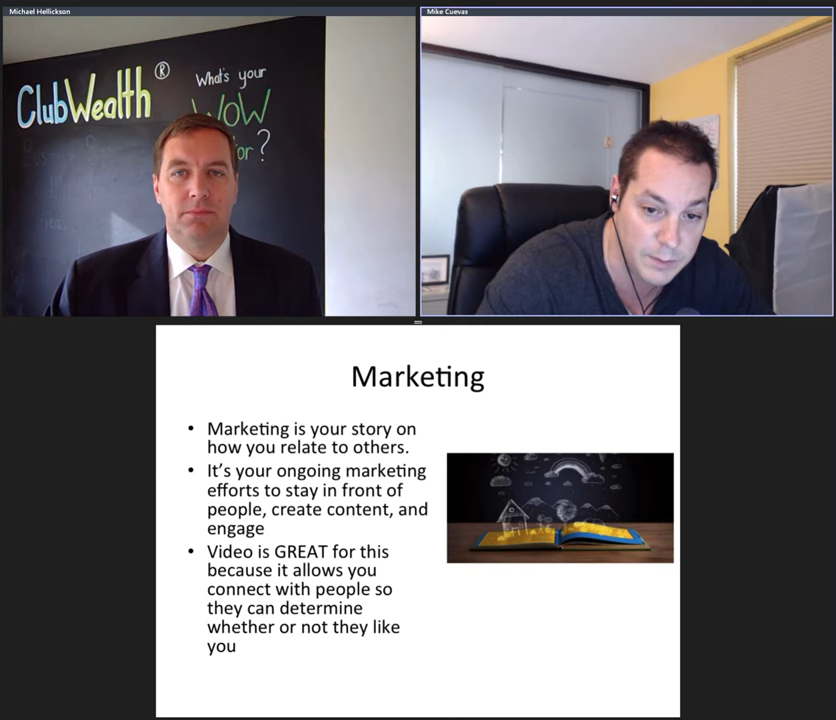 Michael Hellickson
Mike Cuevas
ClubWealth®
What's your
WOW
or?
Marketing
• Marketing is your story on
how you relate to others.
• It's your ongoing marketing
efforts to stay in front of
people, create content, and
engage
• Video is GREAT for this
because it allows you
connect with people so
they can determine
whether or not they like
you